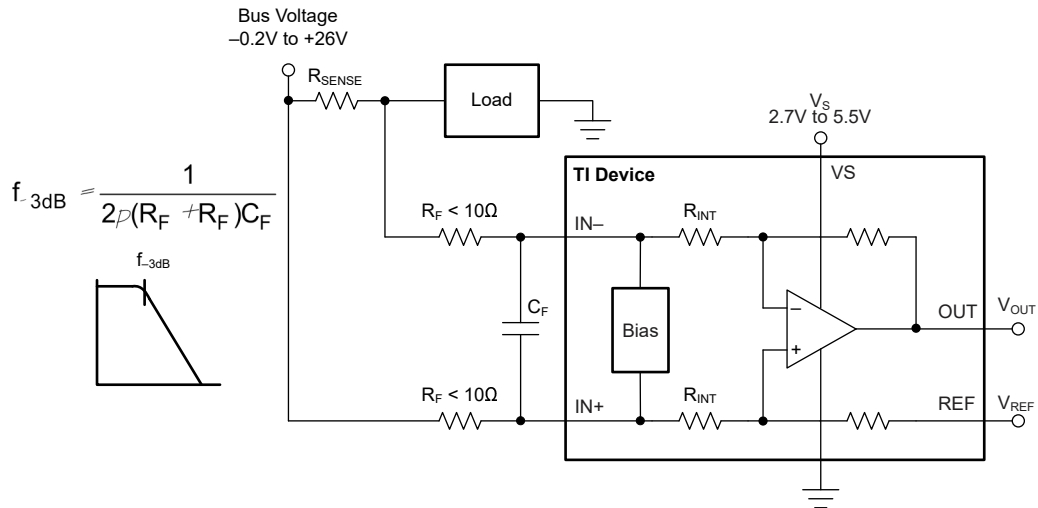 Bus Voltage
–0.2V to +26V
RSENSE
Load
VS
2.7V to 5.5V
TI Device
VS
f-3dB = 1
2p(RF +RF)CF
RF < 10Ω
IN–
RINT
f–3dB
CF
Bias
–
+
OUT
VOUT
RF < 10Ω
IN+
RINT
REF
VREF